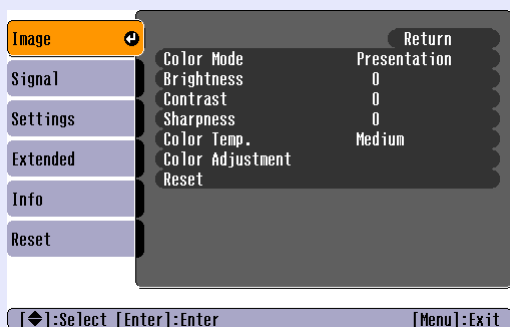 Image
Signal
Settings
Extended
Info
Reset
Return
Color Mode Presentation
Brightness 0
Contrast 0
Sharpness 0
Color Temp. Medium
Color Adjustment
Reset
[◆]:Select [Enter]:Enter [Menu]:Exit